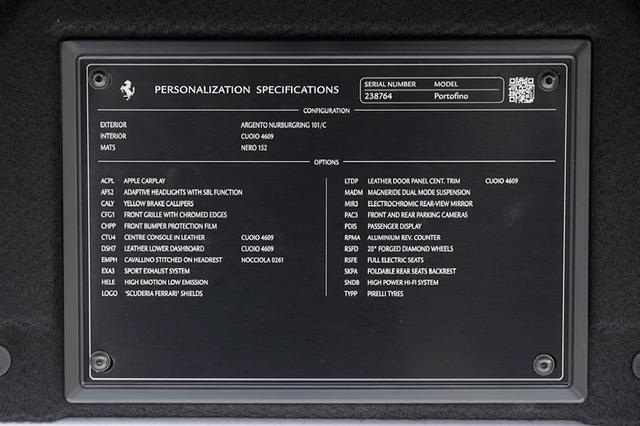 PERSONALIZATION SPECIFICATIONS
SERIAL NUMBER MODEL
238764 Portofino
CONFIGURATION
EXTERIOR ARGENTO NURBURGRING 101/C
INTERIOR CUOIO 4609
MATS NERO 152
OPTIONS
ACPL APPLE CARPLAY
AFS2 ADAPTIVE HEADLIGHTS WITH SBL FUNCTION
CALY YELLOW BRAKE CALLIPERS
CFG1 FRONT GRILLE WITH CHROMED EDGES
CHPP FRONT BUMPER PROTECTION FILM
CTU4 CENTRE CONSOLE IN LEATHER CUOIO 4609
DSH7 LEATHER LOWER DASHBOARD CUOIO 4609
EMPH CAVALLINO STITCHED ON HEADREST NOCCIOLA 0261
EXA3 SPORT EXHAUST SYSTEM
HELE HIGH EMOTION LOW EMISSION
LOGO 'SCUDERIA FERRARI' SHIELDS
LTDP LEATHER DOOR PANEL CENT. TRIM CUOIO 4609
MADM MAGNERIDE DUAL MODE SUSPENSION
MIR3 ELECTROCHROMIC REAR-VIEW MIRROR
PAC3 FRONT AND REAR PARKING CAMERAS
PDIS PASSENGER DISPLAY
RPMA ALUMINIUM REV. COUNTER
RSFD 20" FORGED DIAMOND WHEELS
RSFE FULL ELECTRIC SEATS
SKPA FOLDABLE REAR SEATS BACKREST
SNDB HIGH POWER HI-FI SYSTEM
TYPP PIRELLI TYRES